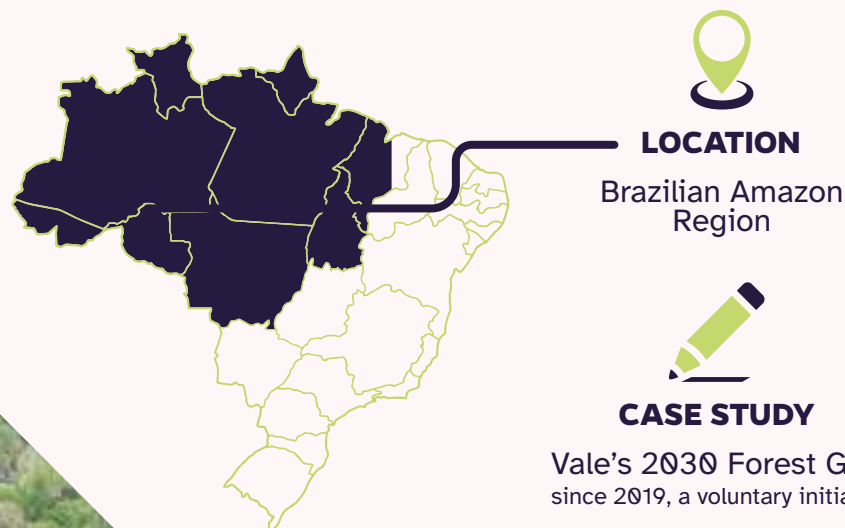 LOCATION
Brazilian Amazon
Region
CASE STUDY
Vale's 2030 Forest G
since 2019, a voluntary initia